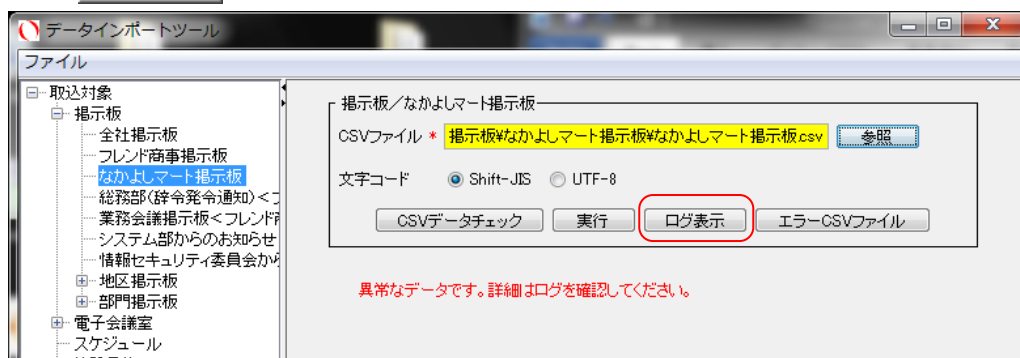 データインポートツール
ファイル
取込対象
掲示板
全社掲示板
フレンド商事掲示板
なかよしマート掲示板
総務部(辞令発令通知)<フ
業務会議掲示板<フレンド商
システム部からのお知らせ
情報セキュリティ委員会から
地区掲示板
部門掲示板
電子会議室
スケジュール
掲示板／なかよしマート掲示板
CSVファイル * 掲示板¥なかよしマート掲示板¥なかよしマート掲示板.csv 参照
文字コード Shift-JIS UTF-8
CSVデータチェック 実行 ログ表示 エラーCSVファイル
異常なデータです。詳細はログを確認してください。